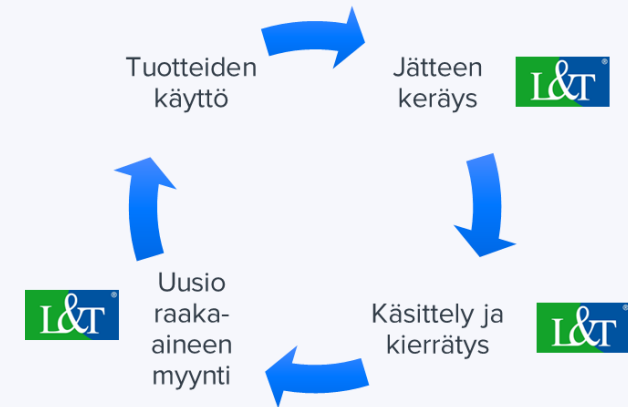 Tuotteiden
käyttö
Jätteen
keräys
L&T®
Käsittely ja
kierrätys
L&T®
Uusio
raaka-
aineen
myynti
L&T®